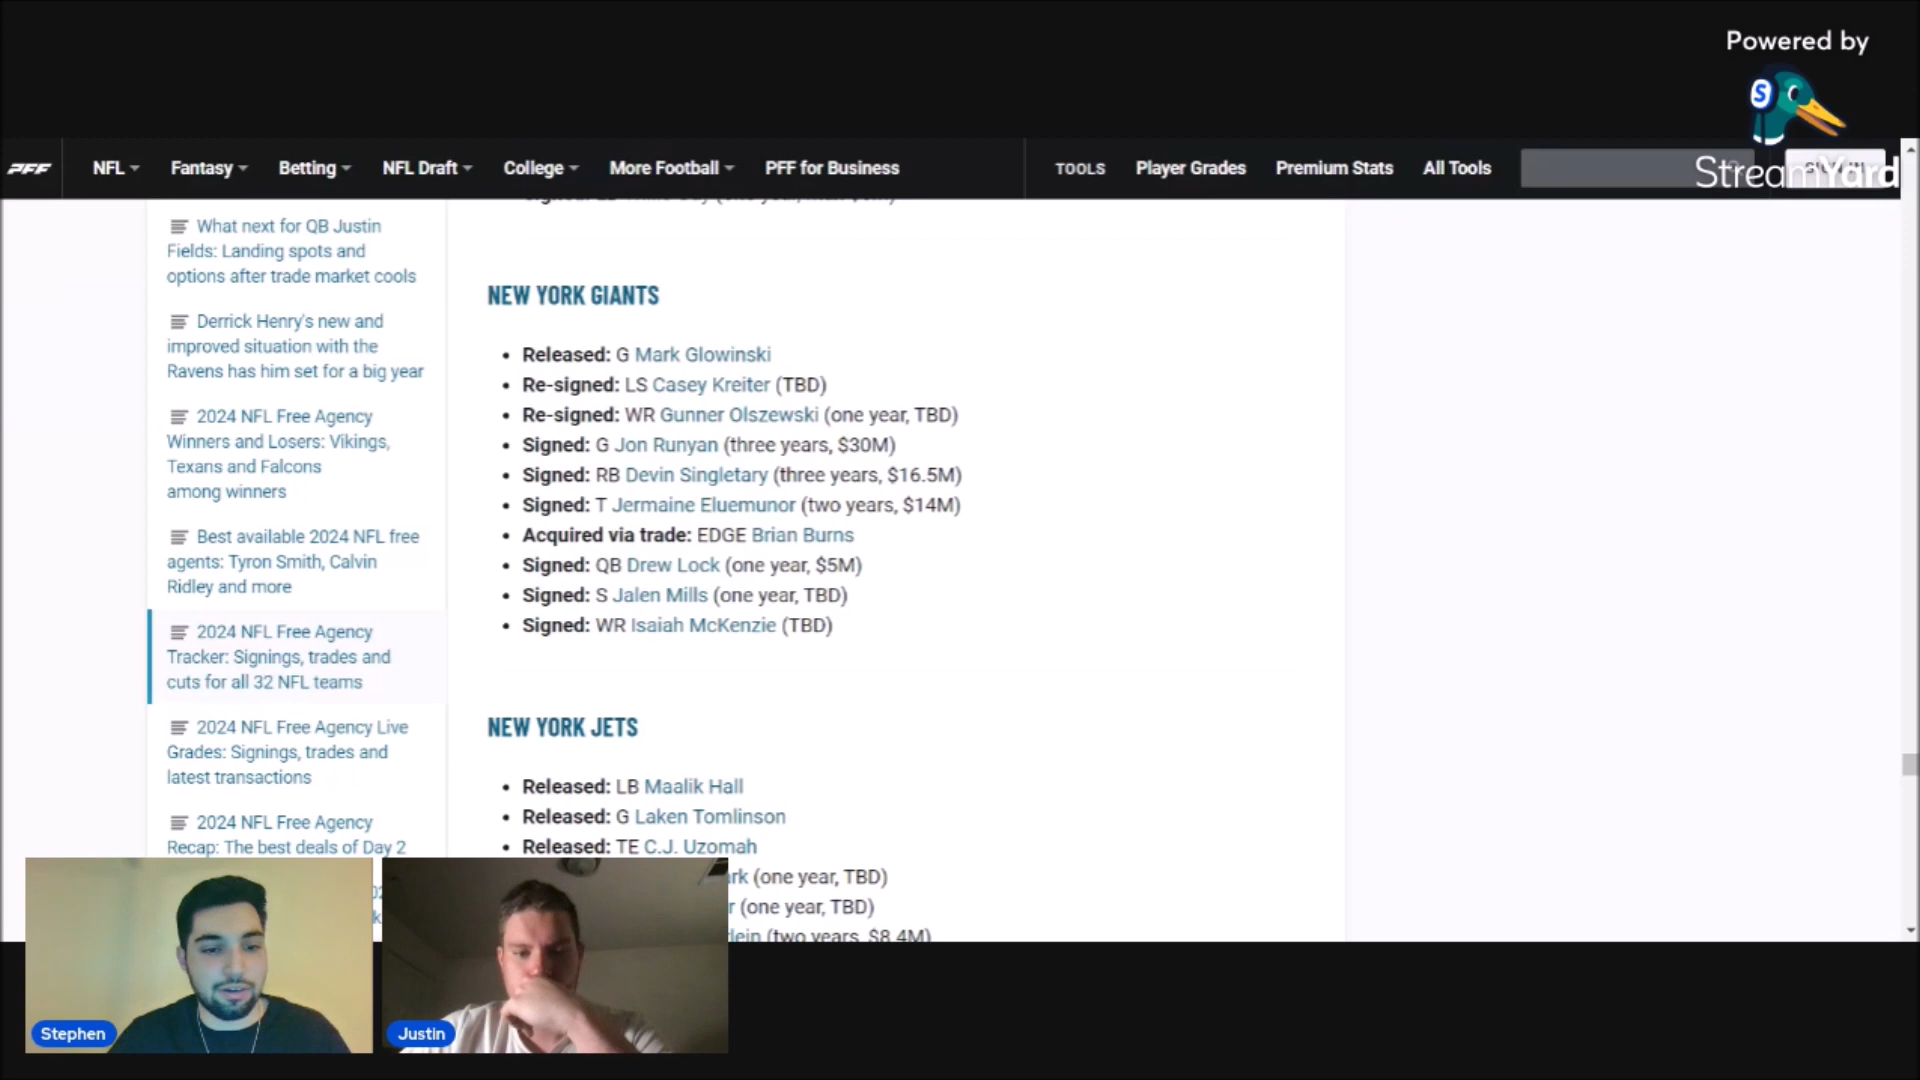 Powered by
StreamYard
PFF
NFL
Fantasy
Betting
NFL Draft
College
More Football
PFF for Business
TOOLS
Player Grades
Premium Stats
All Tools
What next for QB Justin
Fields: Landing spots and
options after trade market cools
Derrick Henry's new and
improved situation with the
Ravens has him set for a big year
2024 NFL Free Agency
Winners and Losers: Vikings,
Texans and Falcons
among winners
Best available 2024 NFL free
agents: Tyron Smith, Calvin
Ridley and more
2024 NFL Free Agency
Tracker: Signings, trades and
cuts for all 32 NFL teams
2024 NFL Free Agency Live
Grades: Signings, trades and
latest transactions
2024 NFL Free Agency
Recap: The best deals of Day 2
NEW YORK GIANTS
• Released: G Mark Glowinski
• Re-signed: LS Casey Kreiter (TBD)
• Re-signed: WR Gunner Olszewski (one year, TBD)
• Signed: G Jon Runyan (three years, $30M)
• Signed: RB Devin Singletary (three years, $16.5M)
• Signed: T Jermaine Eluemunor (two years, $14M)
• Acquired via trade: EDGE Brian Burns
• Signed: QB Drew Lock (one year, $5M)
• Signed: S Jalen Mills (one year, TBD)
• Signed: WR Isaiah McKenzie (TBD)
NEW YORK JETS
• Released: LB Maalik Hall
• Released: G Laken Tomlinson
• Released: TE C.J. Uzomah
(one year, TBD)
(one year, TBD)
(two years, $8.4M)
Stephen
Justin